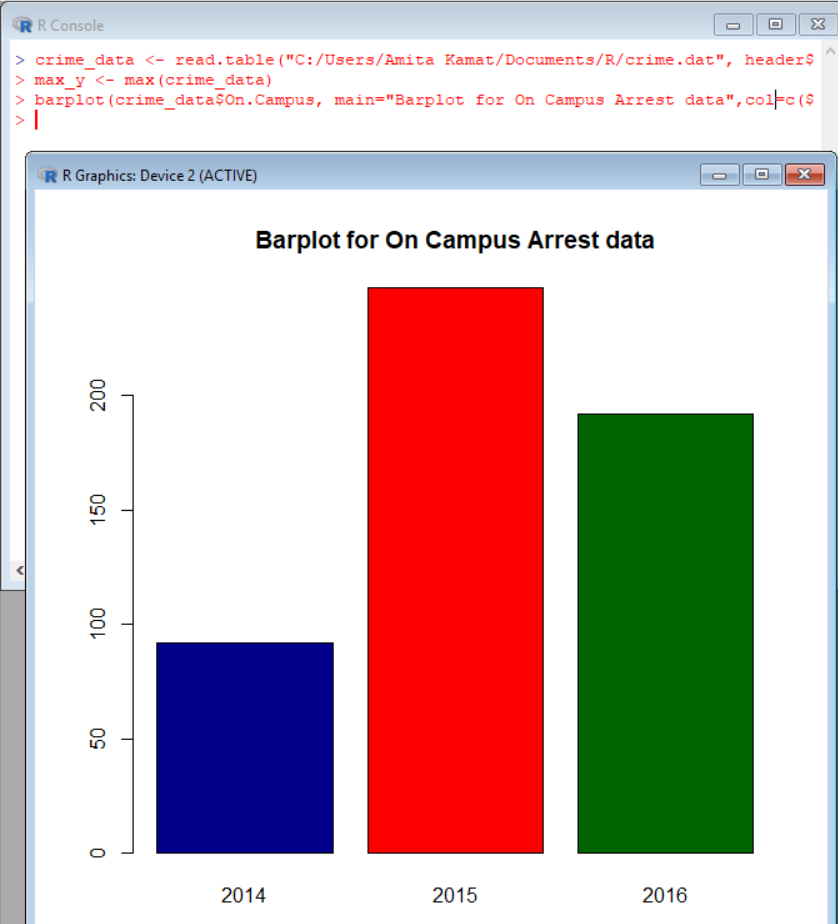 R Console
> crime_data <- read.table("C:/Users/Amita Kamat/Documents/R/crime.dat", header$
> max_y <- max(crime_data)
> barplot(crime_data$On.Campus, main="Barplot for On Campus Arrest data",col=c($
>
R Graphics: Device 2 (ACTIVE)
Barplot for On Campus Arrest data
200
150
100
50
0
2014 2015 2016